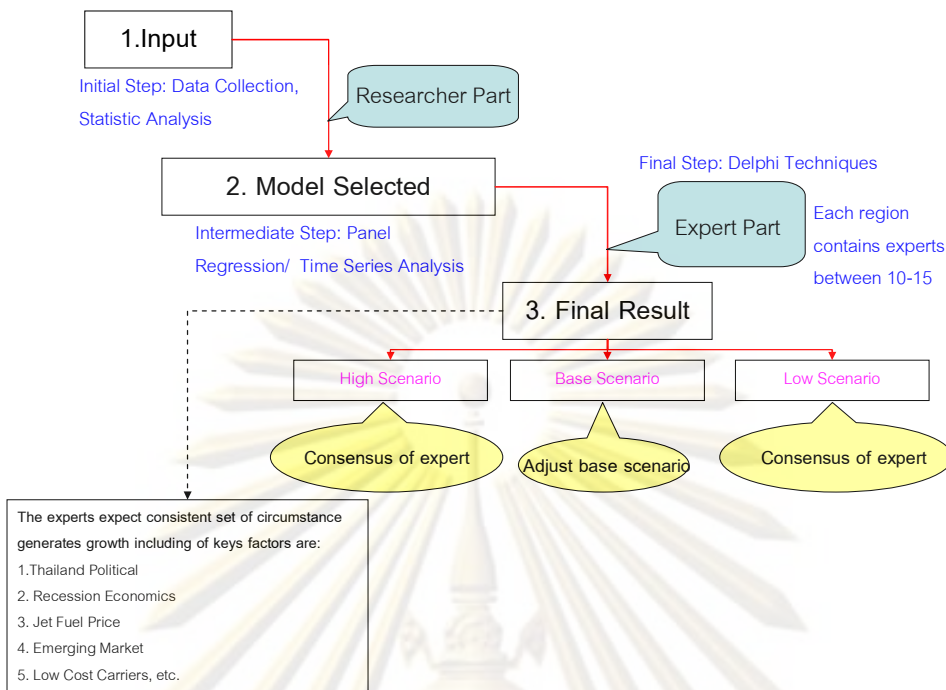 1.Input
Initial Step: Data Collection,
Statistic Analysis
Researcher Part
2. Model Selected
Intermediate Step: Panel
Regression/ Time Series Analysis
Final Step: Delphi Techniques
Expert Part
Each region
contains experts
between 10-15
3. Final Result
High Scenario
Base Scenario
Low Scenario
Consensus of expert
Adjust base scenario
Consensus of expert
The experts expect consistent set of circumstance
generates growth including of keys factors are:
1.Thailand Political
2. Recession Economics
3. Jet Fuel Price
4. Emerging Market
5. Low Cost Carriers, etc.